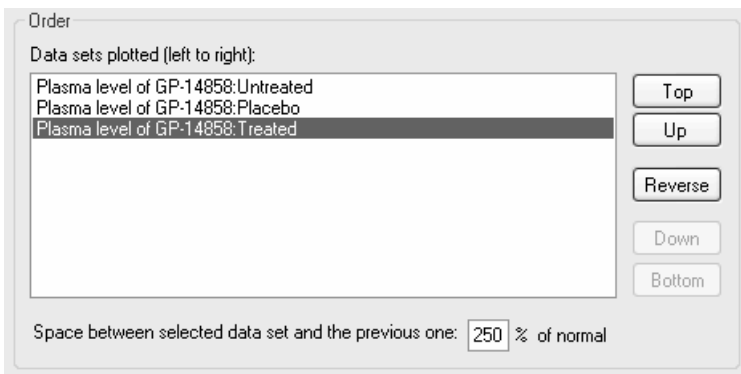 Order
Data sets plotted (left to right):
Plasma level of GP-14858:Untreated
Plasma level of GP-14858:Placebo
Plasma level of GP-14858:Treated
Top
Up
Reverse
Down
Bottom
Space between selected data set and the previous one: 250 % of normal